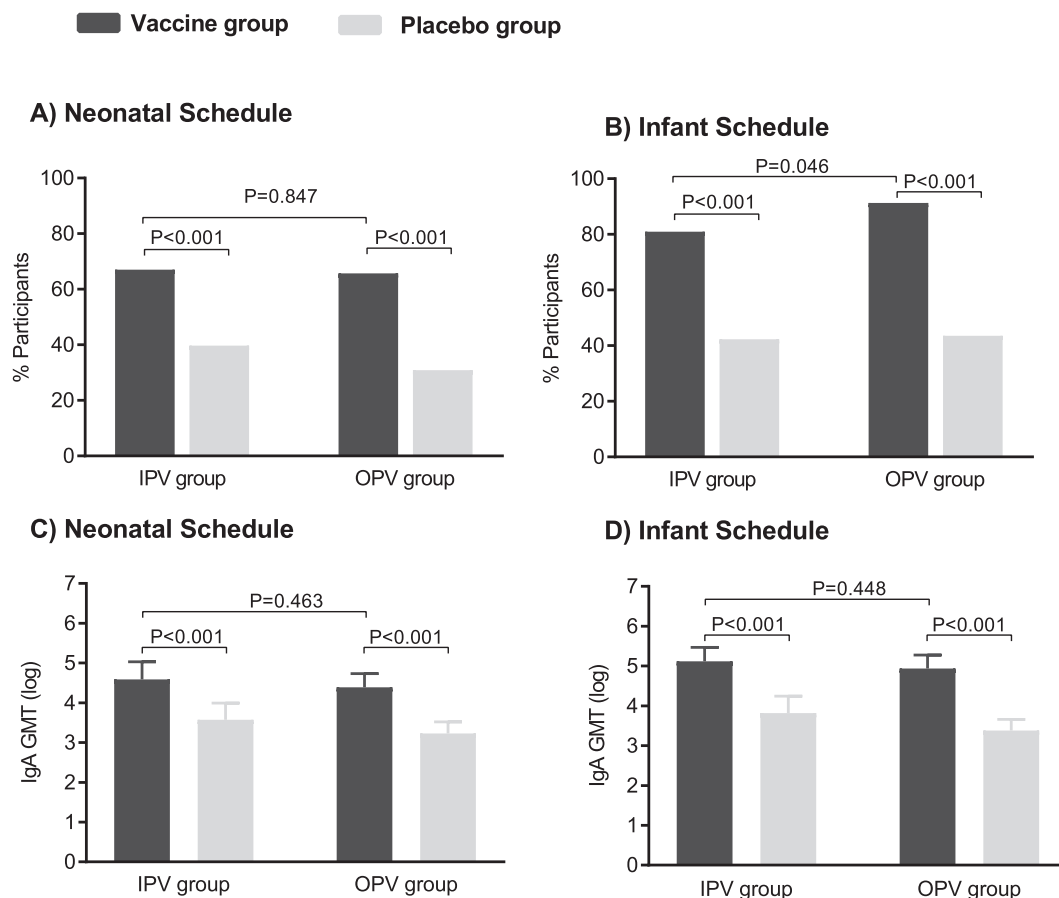 Vaccine group
Placebo group
A) Neonatal Schedule
% Participants
100
80
60
40
20
0
P=0.847
P<0.001
P<0.001
IPV group
OPV group
B) Infant Schedule
% Participants
100
80
60
40
20
0
P=0.046
P<0.001
P<0.001
IPV group
OPV group
C) Neonatal Schedule
IgA GMT (log)
7
6
5
4
3
2
1
0
P=0.463
P<0.001
P<0.001
IPV group
OPV group
D) Infant Schedule
IgA GMT (log)
7
6
5
4
3
2
1
0
P=0.448
P<0.001
P<0.001
IPV group
OPV group